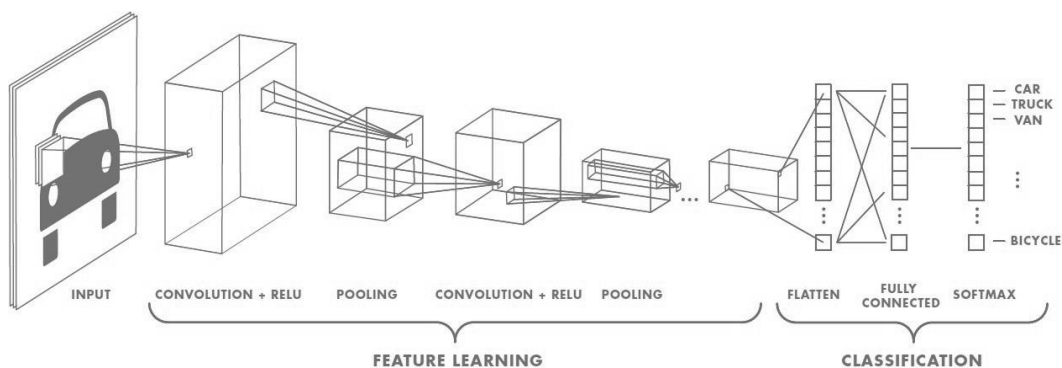 CAR
TRUCK
VAN
BICYCLE
INPUT
CONVOLUTION + RELU
POOLING
CONVOLUTION + RELU
POOLING
FLATTEN
FULLY
CONNECTED
SOFTMAX
FEATURE LEARNING
CLASSIFICATION